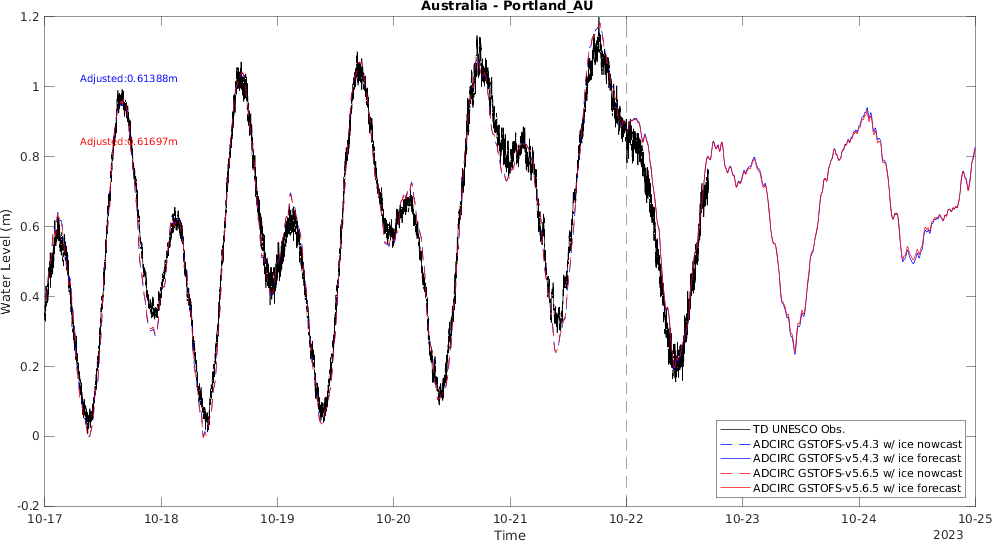 Australia - Portland_AU
1.2
1
0.8
0.6
0.4
0.2
0
-0.2
Water Level (m)
Adjusted:0.61388m
Adjusted:0.61697m
TD UNESCO Obs.
ADCIRC GSTOFS-v5.4.3 w/ ice nowcast
ADCIRC GSTOFS-v5.4.3 w/ ice forecast
ADCIRC GSTOFS-v5.6.5 w/ ice nowcast
ADCIRC GSTOFS-v5.6.5 w/ ice forecast
10-17 10-18 10-19 10-20 10-21 10-22 10-23 10-24 10-25
Time
2023